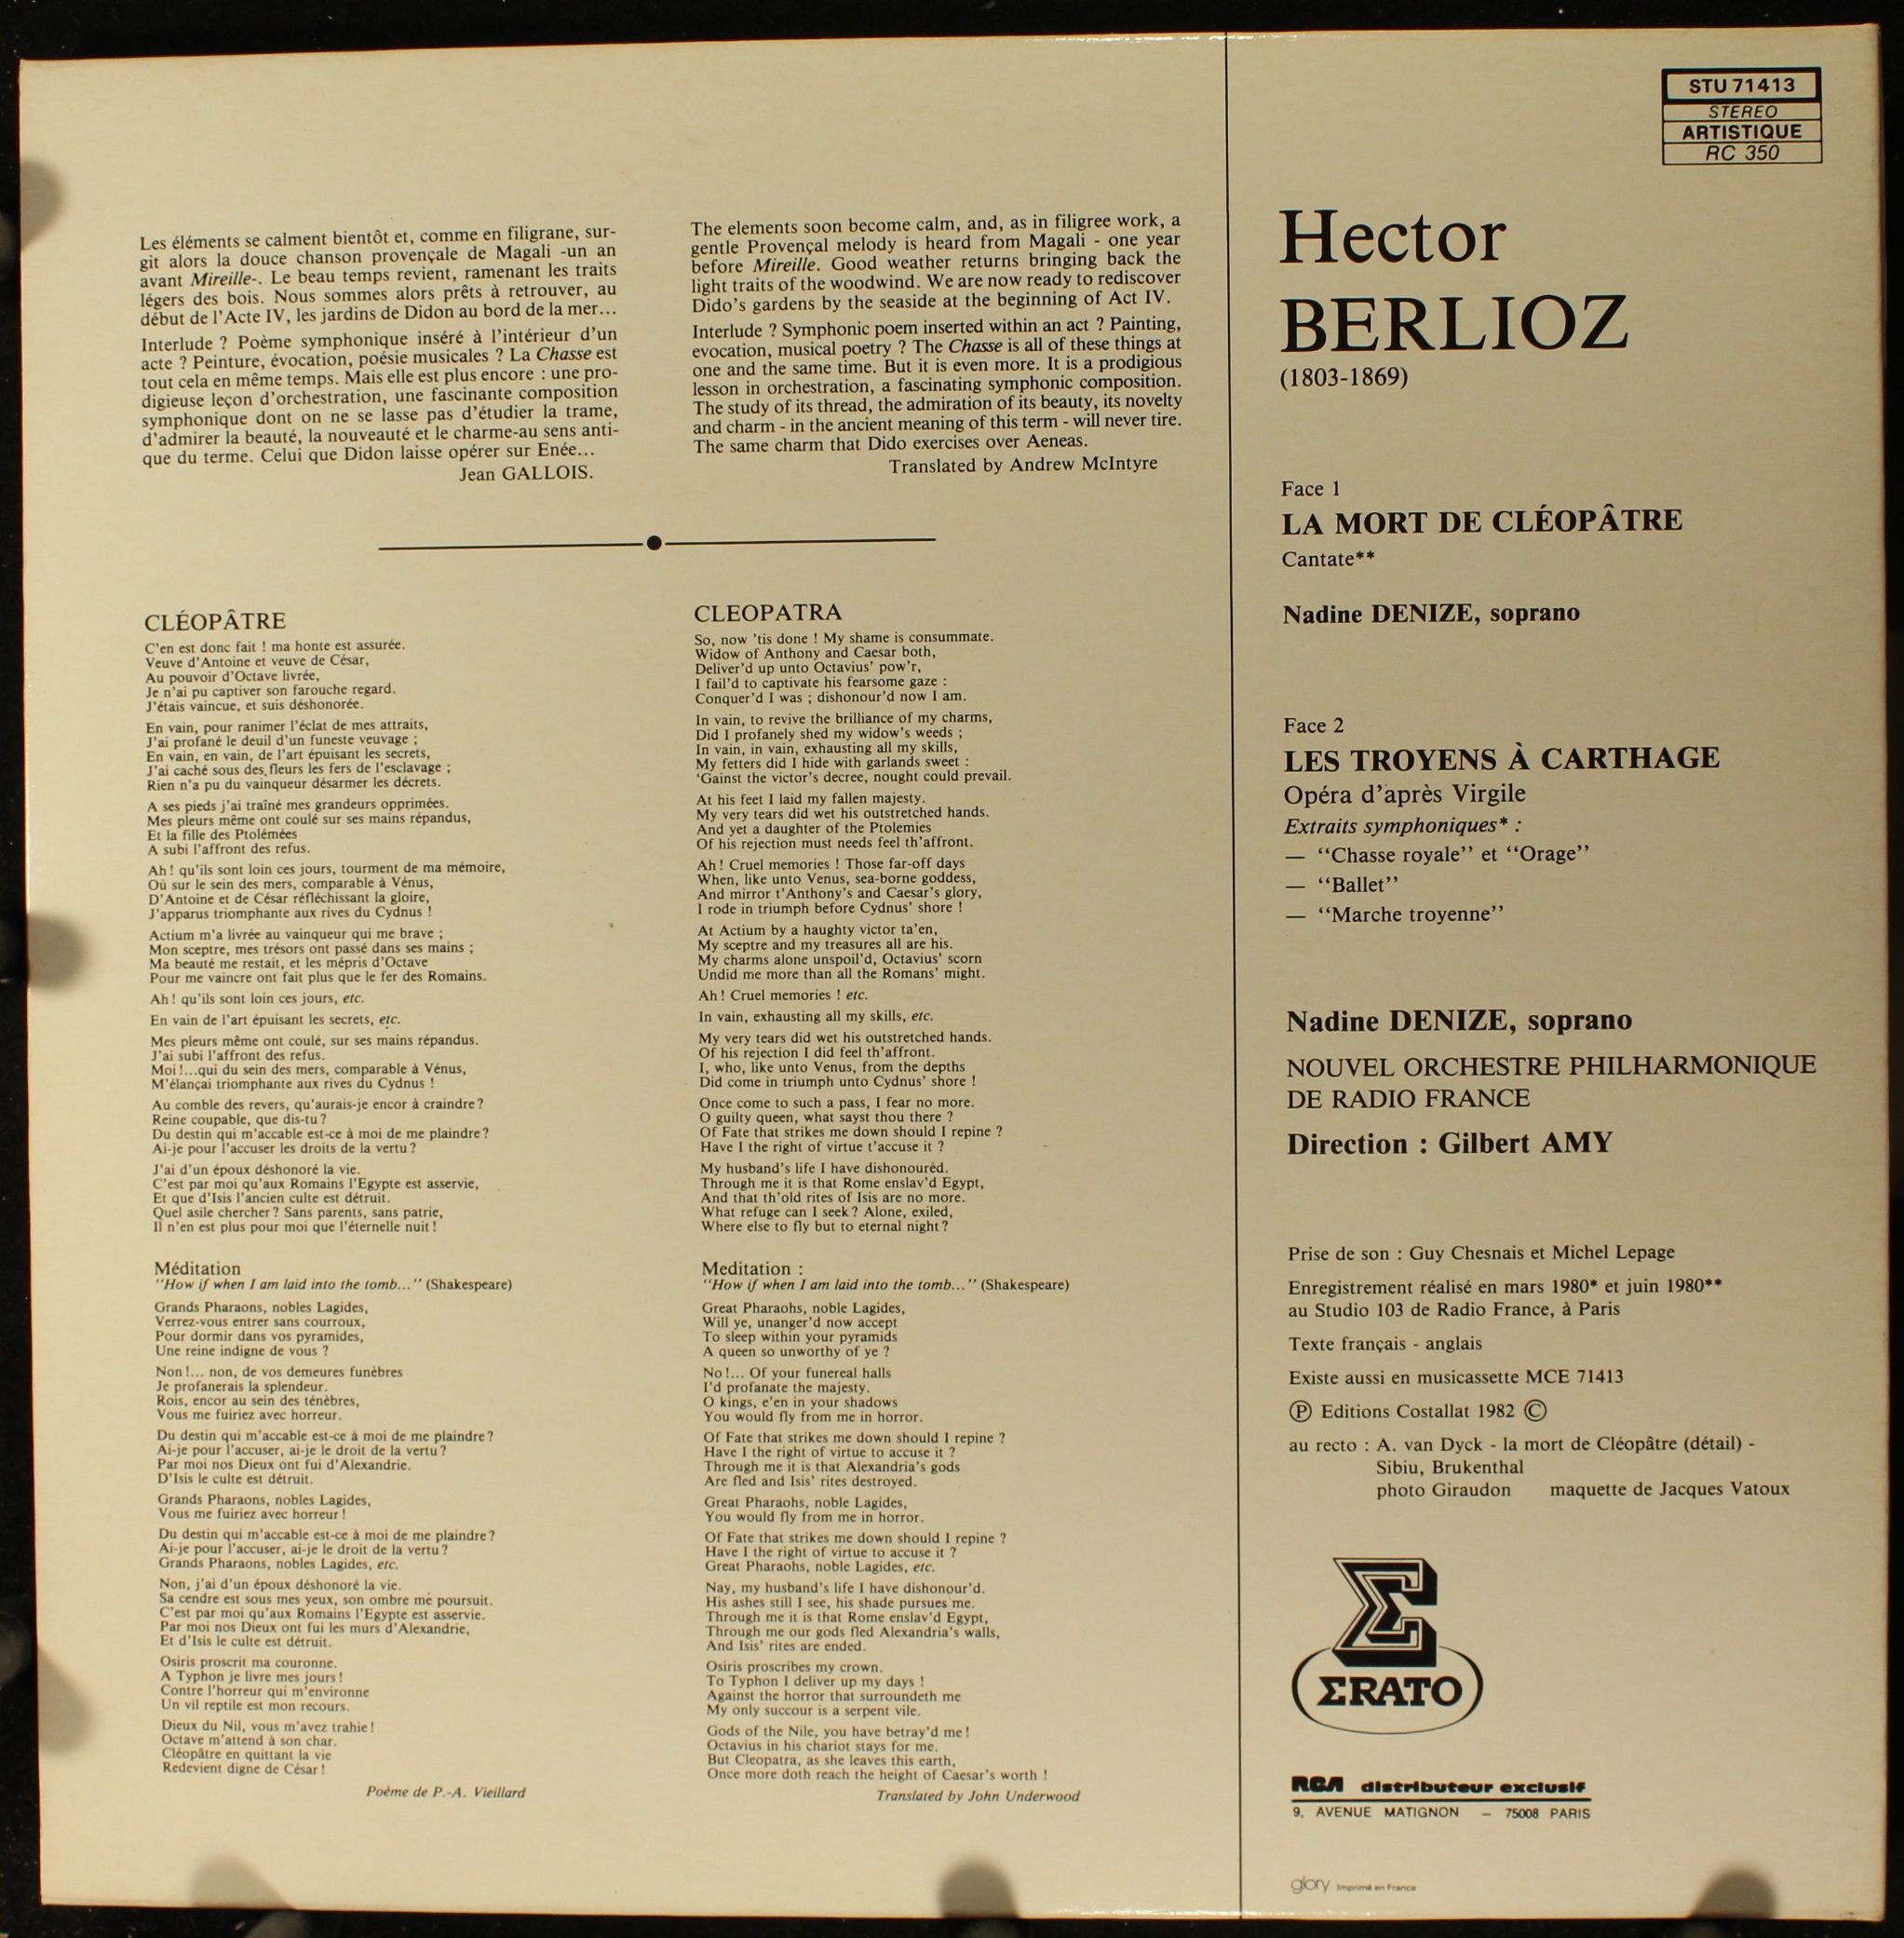 Les éléments se calment bientôt et, comme en filigrane, sur-
git alors la douce chanson provençale de Magali -un an
avant Mireille-. Le beau temps revient, ramenant les traits
légers des bois. Nous sommes alors prêts à retrouver, au
début de l'Acte IV, les jardins de Didon au bord de la mer...
Interlude ? Poème symphonique inséré à l'intérieur d'un
acte ? Peinture, évocation, poésie musicales ? La Chasse est
tout cela en même temps. Mais elle est plus encore : une pro-
digieuse leçon d'orchestration, une fascinante composition
symphonique dont on ne se lasse pas d'étudier la trame,
d'admirer la beauté, la nouveauté et le charme-au sens anti-
que du terme. Celui que Didon laisse opérer sur Enée...
Jean GALLOIS.
The elements soon become calm, and, as in filigree work, a
gentle Provençal melody is heard from Magali - one year
before Mireille. Good weather returns bringing back the
light traits of the woodwind. We are now ready to rediscover
Dido's gardens by the seaside at the beginning of Act IV.
Interlude ? Symphonic poem inserted within an act ? Painting,
evocation, musical poetry ? The Chasse is all of these things at
one and the same time. But it is even more. It is a prodigious
lesson in orchestration, a fascinating symphonic composition.
The study of its thread, the admiration of its beauty, its novelty
and charm - in the ancient meaning of this term - will never tire.
The same charm that Dido exercises over Aeneas.
Translated by Andrew McIntyre
CLÉOPÂTRE
C'en est donc fait ! ma honte est assurée.
Veuve d'Antoine et veuve de César,
Au pouvoir d'Octave livrée,
Je n'ai pu captiver son farouche regard.
J'étais vaincue, et suis déshonorée.
En vain, pour ranimer l'éclat de mes attraits,
J'ai profané le deuil d'un funeste veuvage ;
En vain, en vain, de l'art épuisant les secrets,
J'ai caché sous des fleurs les fers de l'esclavage ;
Rien n'a pu du vainqueur désarmer les décrets.
A ses pieds j'ai traîné mes grandeurs opprimées.
Mes pleurs même ont coulé sur ses mains répandus,
Et la fille des Ptolémées
A subi l'affront des refus.
Ah ! qu'ils sont loin ces jours, tourment de ma mémoire,
Où sur le sein des mers, comparable à Vénus,
D'Antoine et de César réfléchissant la gloire,
J'apparus triomphante aux rives du Cydnus !
Actium m'a livrée au vainqueur qui me brave ;
Mon sceptre, mes trésors ont passé dans ses mains ;
Ma beauté me restait, et les mépris d'Octave
Pour me vaincre ont fait plus que le fer des Romains.
Ah ! qu'ils sont loin ces jours, etc.
En vain de l'art épuisant les secrets, etc.
Mes pleurs même ont coulé, sur ses mains répandus.
J'ai subi l'affront des refus.
Moi !...qui du sein des mers, comparable à Vénus,
M'élançai triomphante aux rives du Cydnus !
Au comble des revers, qu'aurais-je encor à craindre ?
Reine coupable, que dis-tu ?
Du destin qui m'accable est-ce à moi de me plaindre ?
Ai-je pour l'accuser les droits de la vertu ?
J'ai d'un époux déshonoré la vie.
C'est par moi qu'aux Romains l'Egypte est asservie,
Et que d'Isis l'ancien culte est détruit.
Quel asile chercher ? Sans parents, sans patrie,
Il n'en est plus pour moi que l'éternelle nuit !
Méditation
"How if when I am laid into the tomb..." (Shakespeare)
Grands Pharaons, nobles Lagides,
Verrez-vous entrer sans courroux,
Pour dormir dans vos pyramides,
Une reine indigne de vous ?
Non !... non, de vos demeures funèbres
Je profanerais la splendeur.
Rois, encor au sein des ténèbres,
Vous me fuiriez avec horreur.
Du destin qui m'accable est-ce à moi de me plaindre ?
Ai-je pour l'accuser, ai-je le droit de la vertu ?
Par moi nos Dieux ont fui d'Alexandrie.
D'Isis le culte est détruit.
Grands Pharaons, nobles Lagides,
Vous me fuiriez avec horreur !
Du destin qui m'accable est-ce à moi de me plaindre ?
Ai-je pour l'accuser, ai-je le droit de la vertu ?
Grands Pharaons, nobles Lagides, etc.
Non, j'ai d'un époux déshonoré la vie.
Sa cendre est sous mes yeux, son ombre me poursuit.
C'est par moi qu'aux Romains l'Egypte est asservie.
Par moi nos Dieux ont fui les murs d'Alexandrie,
Et d'Isis le culte est détruit.
Osiris proscrit ma couronne.
A Typhon je livre mes jours !
Contre l'horreur qui m'environne
Un vil reptile est mon recours.
Dieux du Nil, vous m'avez trahie !
Octave m'attend à son char.
Cléopâtre en quittant la vie
Redevient digne de César !
Poème de P.-A. Vieillard
CLEOPATRA
So, now 'tis done ! My shame is consummate.
Widow of Anthony and Caesar both,
Deliver'd up unto Octavius' pow'r,
I fail'd to captivate his fearsome gaze :
Conquer'd I was ; dishonour'd now I am.
In vain, to revive the brilliance of my charms,
Did I profanely shed my widow's weeds ;
In vain, in vain, exhausting all my skills,
My fetters did I hide with garlands sweet :
'Gainst the victor's decree, nought could prevail.
At his feet I laid my fallen majesty.
My very tears did wet his outstretched hands.
And yet a daughter of the Ptolemies
Of his rejection must needs feel th'affront.
Ah ! Cruel memories ! Those far-off days
When, like unto Venus, sea-borne goddess,
And mirror t'Anthony's and Caesar's glory,
I rode in triumph before Cydnus' shore !
At Actium by a haughty victor ta'en,
My sceptre and my treasures all are his.
My charms alone unspoil'd, Octavius' scorn
Undid me more than all the Romans' might.
Ah ! Cruel memories ! etc.
In vain, exhausting all my skills, etc.
My very tears did wet his outstretched hands.
Of his rejection I did feel th'affront.
I, who, like unto Venus, from the depths
Did come in triumph unto Cydnus' shore !
Once come to such a pass, I fear no more.
O guilty queen, what sayst thou there ?
Of Fate that strikes me down should I repine ?
Have I the right of virtue t'accuse it ?
My husband's life I have dishonourèd.
Through me it is that Rome enslav'd Egypt,
And that th'old rites of Isis are no more.
What refuge can I seek ? Alone, exiled,
Where else to fly but to eternal night ?
Meditation :
"How if when I am laid into the tomb..." (Shakespeare)
Great Pharaohs, noble Lagides,
Will ye, unanger'd now accept
To sleep within your pyramids
A queen so unworthy of ye ?
No !... Of your funereal halls
I'd profanate the majesty.
O kings, e'en in your shadows
You would fly from me in horror.
Of Fate that strikes me down should I repine ?
Have I the right of virtue to accuse it ?
Through me it is that Alexandria's gods
Are fled and Isis' rites destroyed.
Great Pharaohs, noble Lagides,
You would fly from me in horror.
Of Fate that strikes me down should I repine ?
Have I the right of virtue to accuse it ?
Great Pharaohs, noble Lagides, etc.
Nay, my husband's life I have dishonour'd.
His ashes still I see, his shade pursues me.
Through me it is that Rome enslav'd Egypt,
Through me our gods fled Alexandria's walls,
And Isis' rites are ended.
Osiris proscribes my crown.
To Typhon I deliver up my days !
Against the horror that surroundeth me
My only succour is a serpent vile.
Gods of the Nile, you have betray'd me !
Octavius in his chariot stays for me.
But Cleopatra, as she leaves this earth,
Once more doth reach the height of Caesar's worth !
Translated by John Underwood
STU 71413
STEREO
ARTISTIQUE
RC 350
Hector
BERLIOZ
(1803-1869)
Face 1
LA MORT DE CLÉOPÂTRE
Cantate**
Nadine DENIZE, soprano
Face 2
LES TROYENS À CARTHAGE
Opéra d'après Virgile
Extraits symphoniques* :
— "Chasse royale" et "Orage"
— "Ballet"
— "Marche troyenne"
Nadine DENIZE, soprano
NOUVEL ORCHESTRE PHILHARMONIQUE
DE RADIO FRANCE
Direction : Gilbert AMY
Prise de son : Guy Chesnais et Michel Lepage
Enregistrement réalisé en mars 1980* et juin 1980**
au Studio 103 de Radio France, à Paris
Texte français - anglais
Existe aussi en musicassette MCE 71413
Ⓟ Editions Costallat 1982 ©
au recto : A. van Dyck - la mort de Cléopâtre (détail) -
Sibiu, Brukenthal
photo Giraudon maquette de Jacques Vatoux
ΣRATO
RCA distributeur exclusif
9, AVENUE MATIGNON – 75008 PARIS
glory Imprimé en France